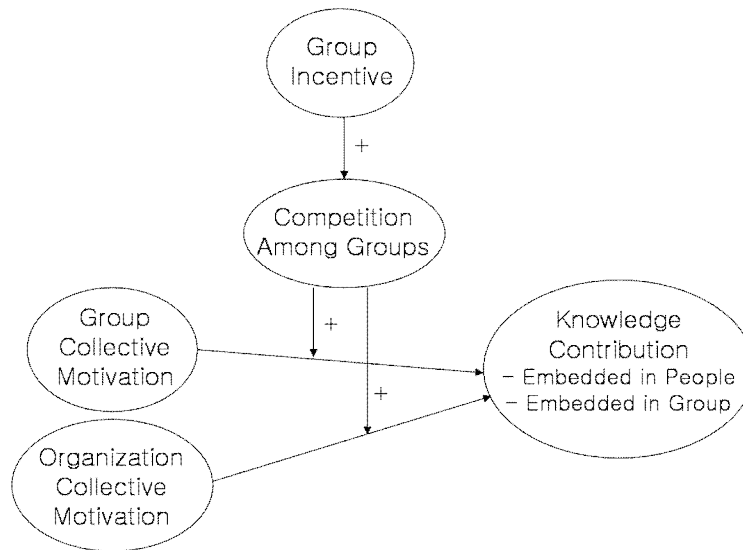 Group
Incentive
+
Competition
Among Groups
+
+
Group
Collective
Motivation
Knowledge
Contribution
- Embedded in People
- Embedded in Group
Organization
Collective
Motivation